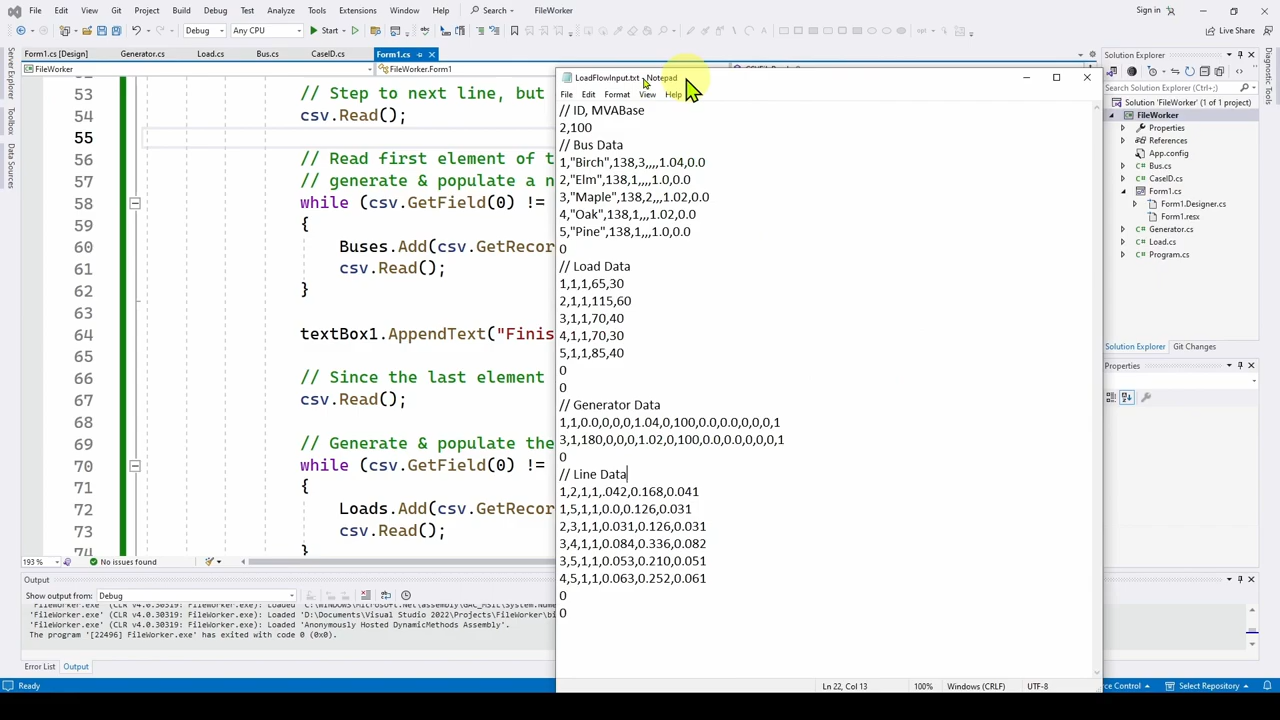 File Edit View Git Project Build Debug Test Analyze Tools Extensions Window Help Search FileWorker Sign in
Debug Any CPU Start Live Share
Form1.cs [Design] Generator.cs Load.cs Bus.cs CaseID.cs Form1.cs
FileWorker FileWorker.Form1
Server Explorer
Toolbox
Data Sources
53 // Step to next line, but
54 csv.Read();
55
56 // Read first element of t
57 // generate & populate a n
58 while (csv.GetField(0) !=
59 {
60 Buses.Add(csv.GetRecor
61 csv.Read();
62 }
63
64 textBox1.AppendText("Finis
65
66 // Since the last element
67 csv.Read();
68
69 // Generate & populate the
70 while (csv.GetField(0) !=
71 {
72 Loads.Add(csv.GetRecor
73 csv.Read();
74 }
193 % No issues found
Output
Show output from: Debug
'FileWorker.exe' (CLR v4.0.30319: FileWorker.exe): Loaded 'D:\Documents\Visual Studio 2022\Projects\FileWorker\bi
'FileWorker.exe' (CLR v4.0.30319: FileWorker.exe): Loaded 'Anonymously Hosted DynamicMethods Assembly'.
The program '[22496] FileWorker.exe' has exited with code 0 (0x0).
Error List Output
Ready
LoadFlowInput.txt - Notepad
File Edit Format View Help
// ID, MVABase
2,100
// Bus Data
1,"Birch",138,3,,,,1.04,0.0
2,"Elm",138,1,,,,1.0,0.0
3,"Maple",138,2,,,1.02,0.0
4,"Oak",138,1,,,1.02,0.0
5,"Pine",138,1,,,1.0,0.0
0
// Load Data
1,1,1,65,30
2,1,1,115,60
3,1,1,70,40
4,1,1,70,30
5,1,1,85,40
0
0
// Generator Data
1,1,0.0,0,0,0,1.04,0,100,0.0,0.0,0,0,0,1
3,1,180,0,0,0,1.02,0,100,0.0,0.0,0,0,0,1
0
// Line Data
1,2,1,1,.042,0.168,0.041
1,5,1,1,0.0,0.126,0.031
2,3,1,1,0.031,0.126,0.031
3,4,1,1,0.084,0.336,0.082
3,5,1,1,0.053,0.210,0.051
4,5,1,1,0.063,0.252,0.061
0
0
Ln 22, Col 13 100% Windows (CRLF) UTF-8
Solution Explorer
Search Solution Explorer (Ctrl+;)
Solution 'FileWorker' (1 of 1 project)
FileWorker
Properties
References
App.config
Bus.cs
CaseID.cs
Form1.cs
Form1.Designer.cs
Form1.resx
Generator.cs
Load.cs
Program.cs
Solution Explorer Git Changes
Properties
Diagnostic Tools
Select Repository